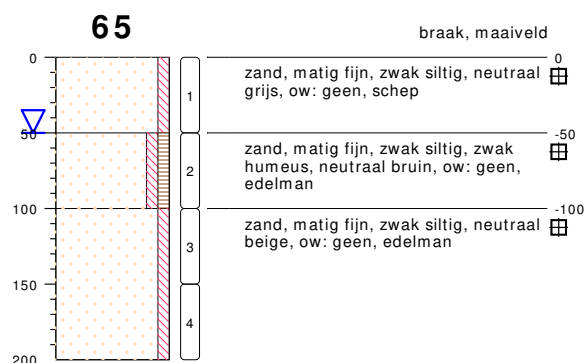 65
braak, maaiveld
0
0
zand, matig fijn, zwak siltig, neutraal
grijs, ow: geen, schep
1
50
-50
zand, matig fijn, zwak siltig, zwak
humeus, neutraal bruin, ow: geen,
edelman
2
100
-100
zand, matig fijn, zwak siltig, neutraal
beige, ow: geen, edelman
3
150
4
200